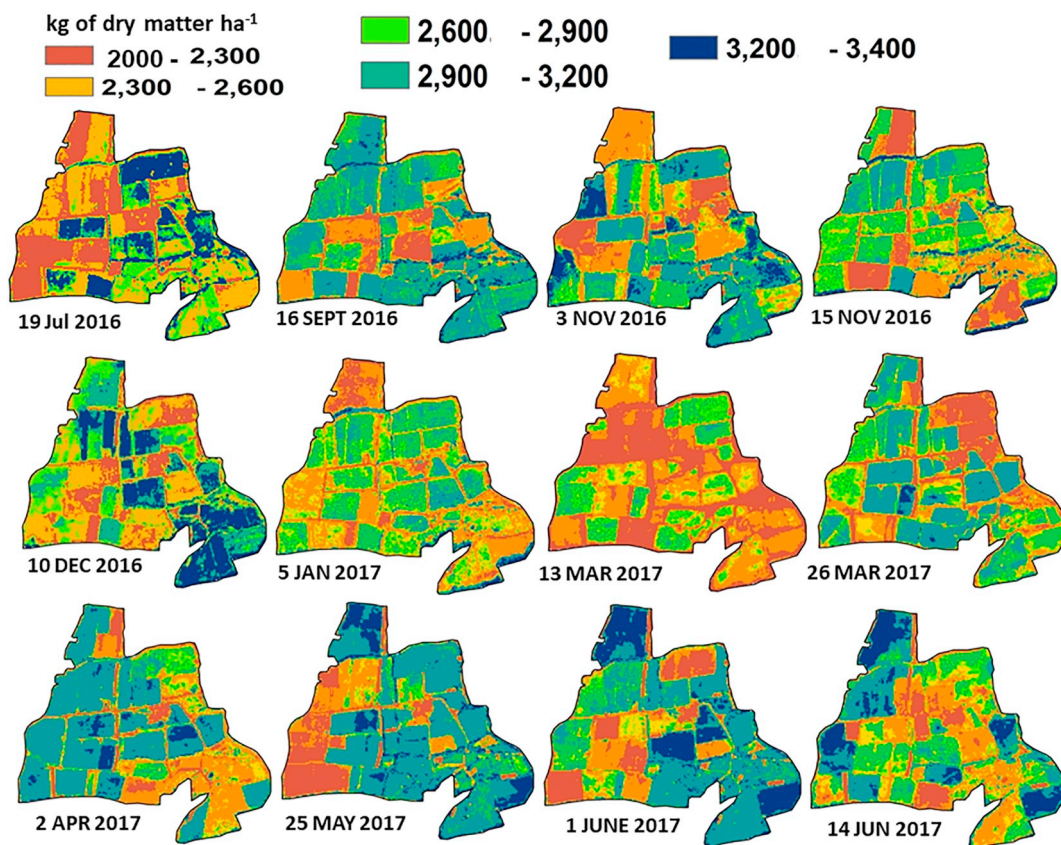 kg of dry matter ha-1
2000 - 2,300
2,300 - 2,600
2,600 - 2,900
2,900 - 3,200
3,200 - 3,400
19 Jul 2016
16 SEPT 2016
3 NOV 2016
15 NOV 2016
10 DEC 2016
5 JAN 2017
13 MAR 2017
26 MAR 2017
2 APR 2017
25 MAY 2017
1 JUNE 2017
14 JUN 2017